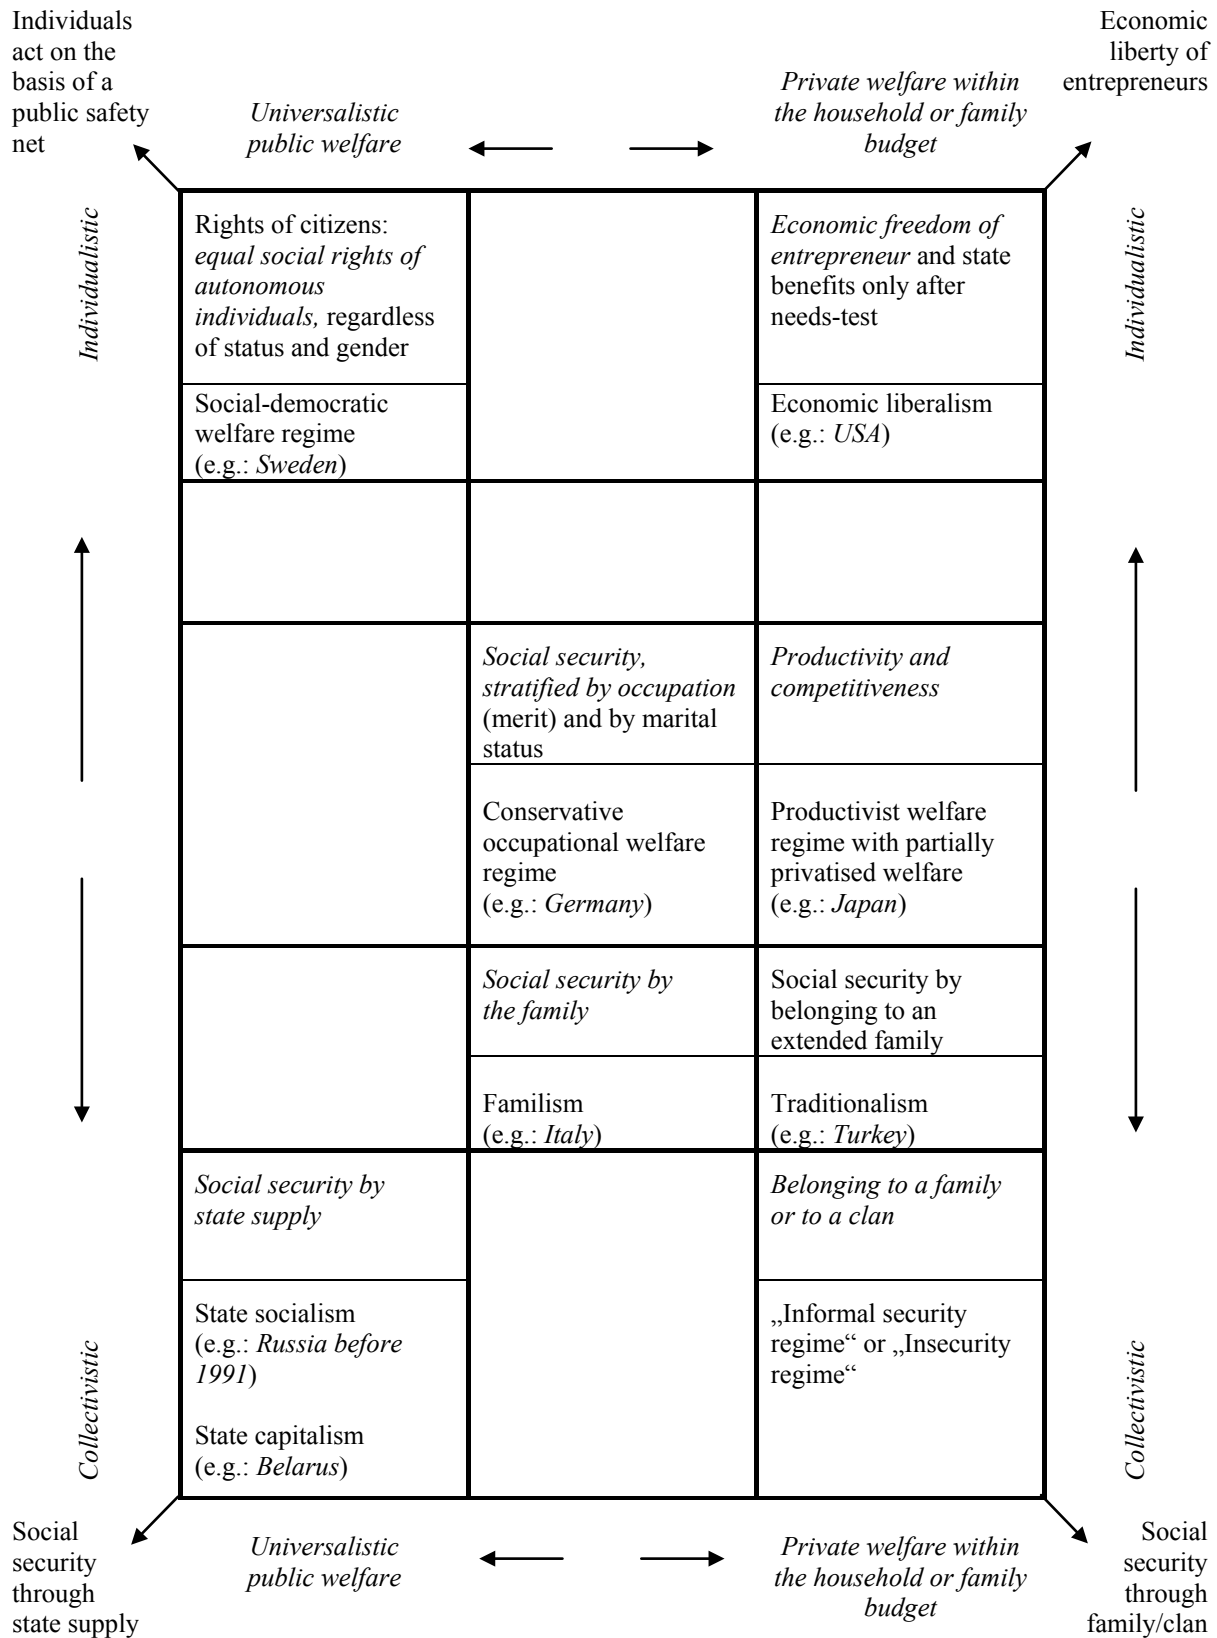 Individuals
act on the
basis of a
public safety
net
Universalistic
public welfare
Private welfare within
the household or family
budget
Economic
liberty of
entrepreneurs
Individualistic
Rights of citizens:
equal social rights of
autonomous
individuals, regardless
of status and gender
Economic freedom of
entrepreneur and state
benefits only after
needs-test
Individualistic
Social-democratic
welfare regime
(e.g.: Sweden)
Economic liberalism
(e.g.: USA)
Social security,
stratified by occupation
(merit) and by marital
status
Productivity and
competitiveness
Conservative
occupational welfare
regime
(e.g.: Germany)
Productivist welfare
regime with partially
privatised welfare
(e.g.: Japan)
Social security by
the family
Social security by
belonging to an
extended family
Familism
(e.g.: Italy)
Traditionalism
(e.g.: Turkey)
Social security by
state supply
Belonging to a family
or to a clan
Collectivistic
State socialism
(e.g.: Russia before
1991)
State capitalism
(e.g.: Belarus)
„Informal security
regime“ or „Insecurity
regime“
Collectivistic
Social
security
through
state supply
Universalistic
public welfare
Private welfare within
the household or family
budget
Social
security
through
family/clan